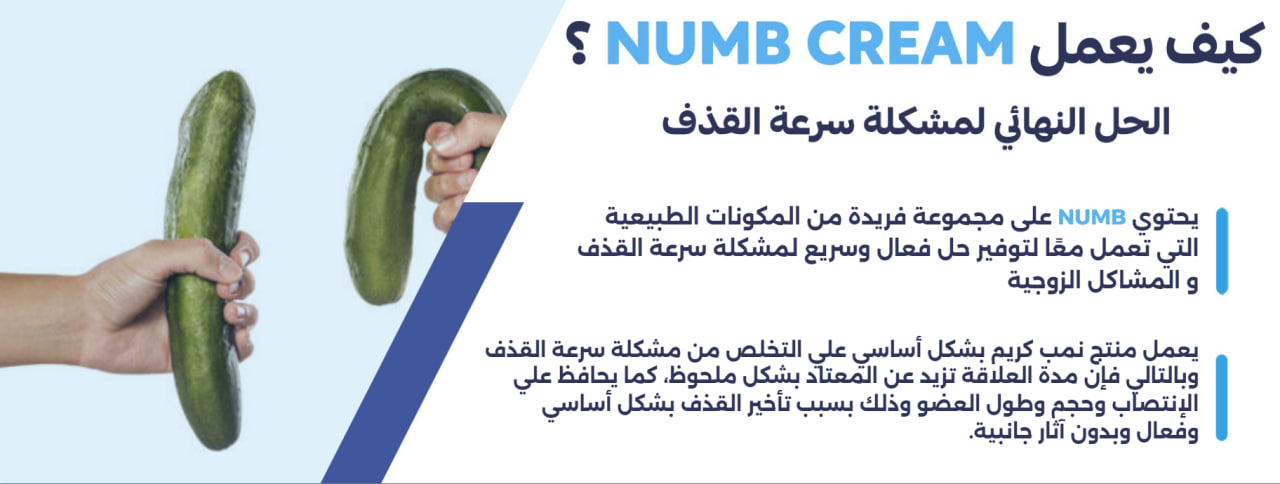 كيف يعمل NUMB CREAM ؟
الحل النهائي لمشكلة سرعة القذف
يحتوي NUMB على مجموعة فريدة من المكونات الطبيعية
التي تعمل معًا لتوفير حل فعال وسريع لمشكلة سرعة القذف
و المشاكل الزوجية
يعمل منتج نمب كريم بشكل أساسي علي التخلص من مشكلة سرعة القذف
وبالتالي فإن مدة العلاقة تزيد عن المعتاد بشكل ملحوظ، كما يحافظ علي
الإنتصاب وحجم وطول العضو وذلك بسبب تأخير القذف بشكل أساسي
وفعال وبدون آثار جانبية.